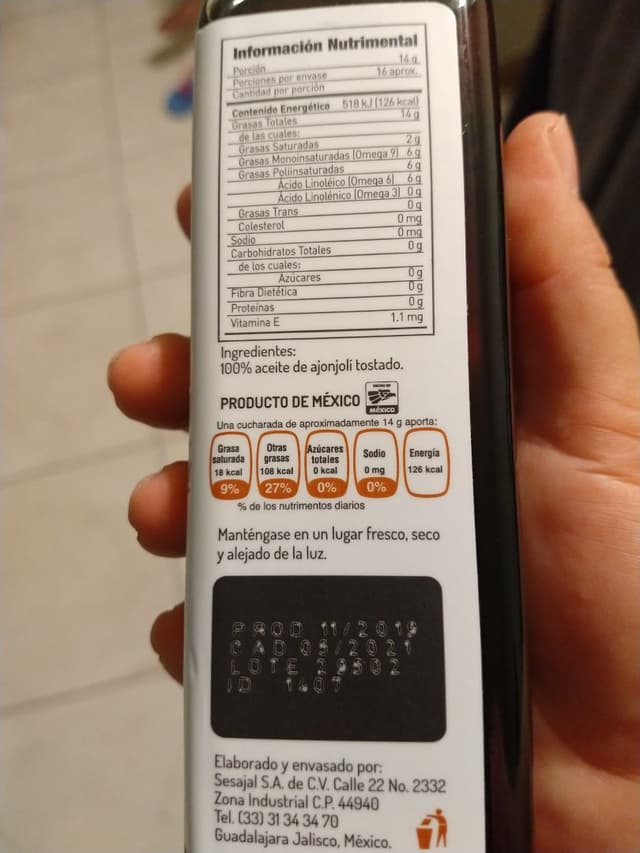 Información Nutrimental
Porción 14 g
Porciones por envase 16 aprox.
Cantidad por porción
Contenido Energético 518 kJ (126 kcal)
Grasas Totales 14 g
de las cuales:
Grasas Saturadas 2 g
Grasas Monoinsaturadas (Omega 9) 6 g
Grasas Poliinsaturadas 6 g
Ácido Linoléico (Omega 6) 6 g
Ácido Linolénico (Omega 3) 0 g
Grasas Trans 0 g
Colesterol 0 mg
Sodio 0 mg
Carbohidratos Totales 0 g
de los cuales:
Azúcares 0 g
Fibra Dietética 0 g
Proteínas 0 g
Vitamina E 1.1 mg
Ingredientes:
100% aceite de ajonjolí tostado.
PRODUCTO DE MÉXICO
HECHO EN
MÉXICO
Una cucharada de aproximadamente 14 g aporta:
Grasa saturada 18 kcal 9%
Otras grasas 108 kcal 27%
Azúcares totales 0 kcal 0%
Sodio 0 mg 0%
Energía 126 kcal
% de los nutrimentos diarios
Manténgase en un lugar fresco, seco
y alejado de la luz.
PROD 11/2019
CAD 05/2021
LOTE
ID 1607
Elaborado y envasado por:
Sesajal S.A. de C.V. Calle 22 No. 2332
Zona Industrial C.P. 44940
Tel. (33) 31 34 34 70
Guadalajara Jalisco, México.